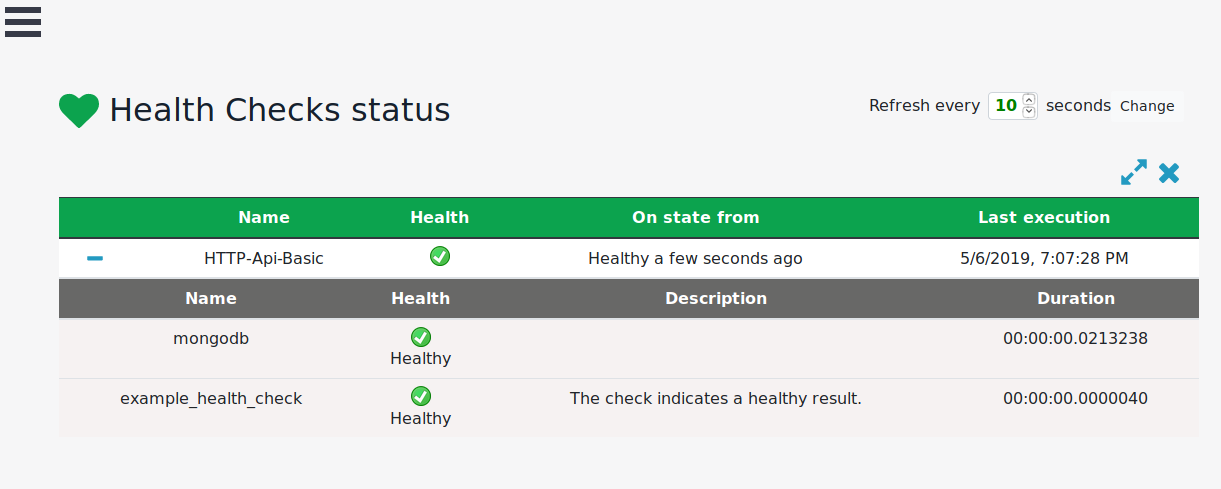 Health Checks status
Refresh every 10 seconds Change
Name Health On state from Last execution
HTTP-Api-Basic Healthy a few seconds ago 5/6/2019, 7:07:28 PM
Name Health Description Duration
mongodb 00:00:00.0213238
Healthy
example_health_check The check indicates a healthy result. 00:00:00.0000040
Healthy